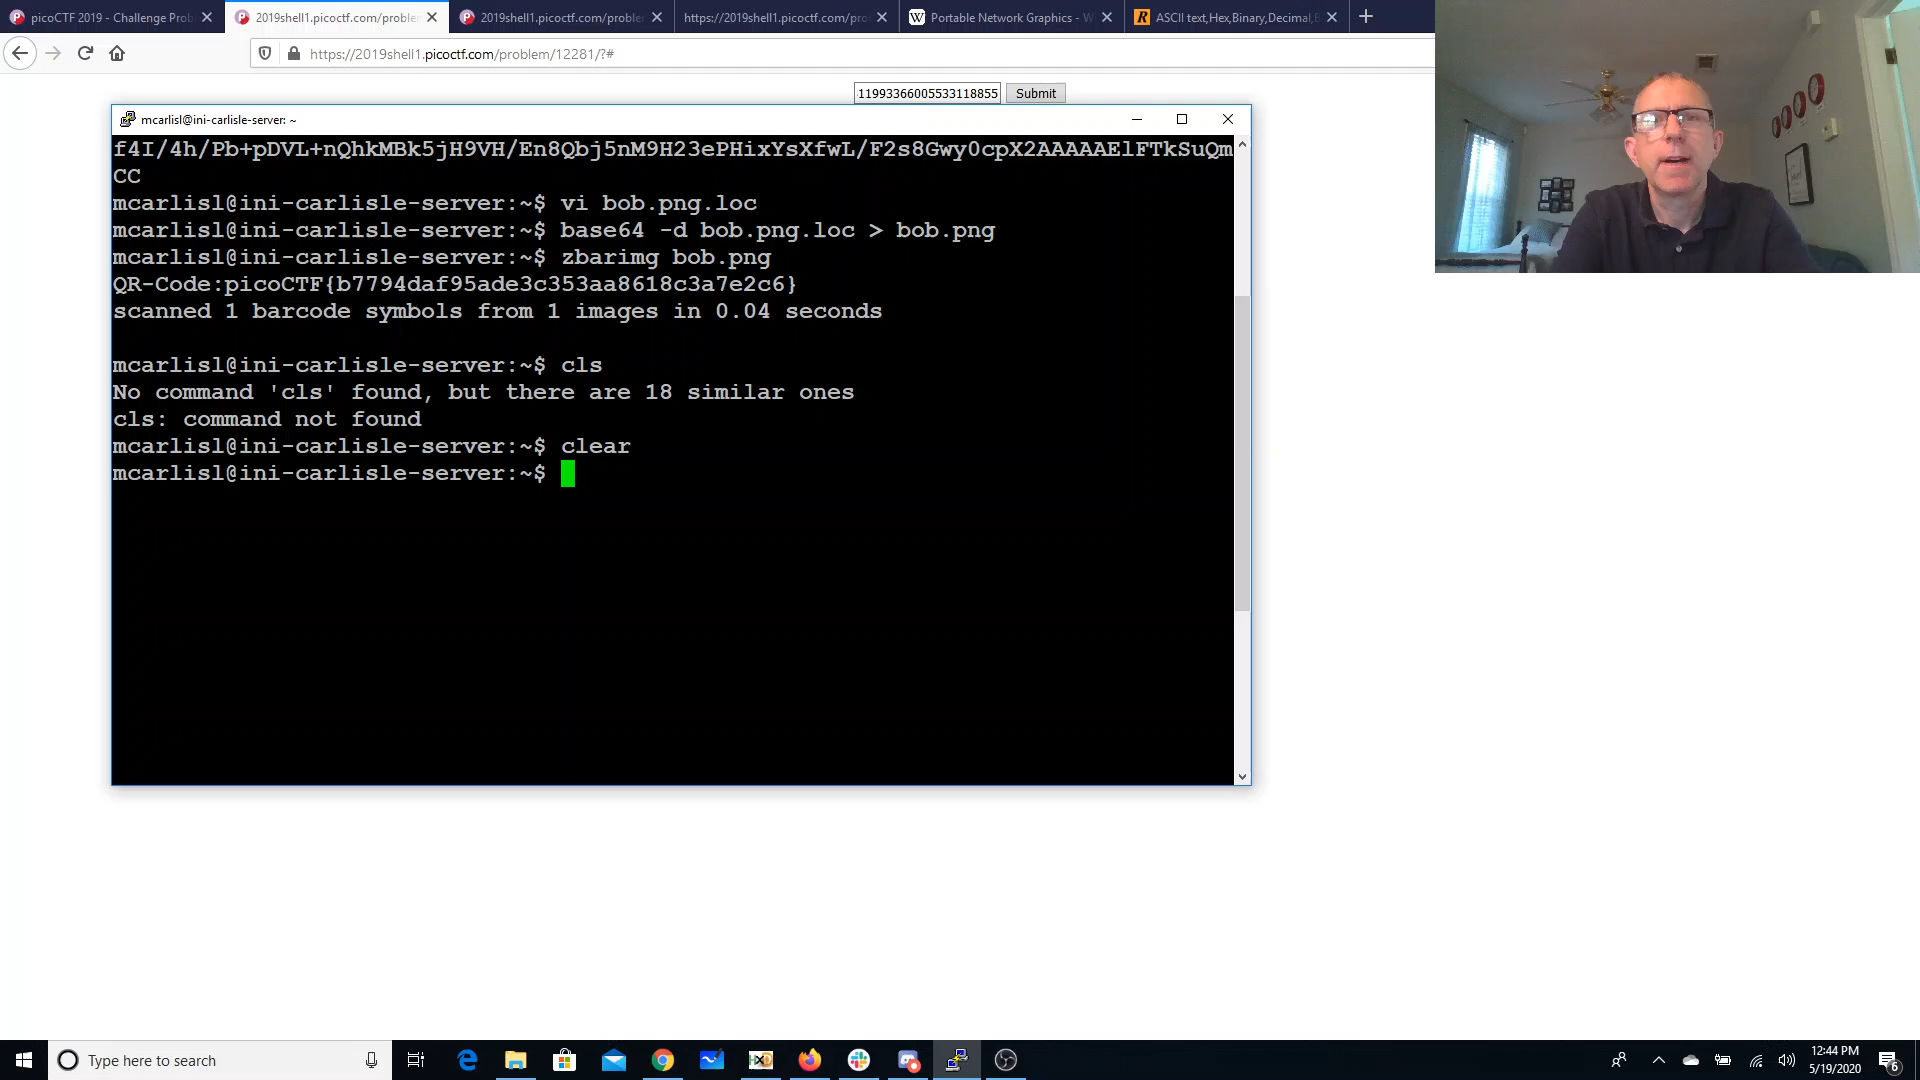 picoCTF 2019 - Challenge Prob
2019shell1.picoctf.com/proble
2019shell1.picoctf.com/proble
https://2019shell1.picoctf.com/pro
Portable Network Graphics - W
ASCII text,Hex,Binary,Decimal,B
https://2019shell1.picoctf.com/problem/12281/?#
11993366005533118855 Submit
mcarlisl@ini-carlisle-server: ~
f4I/4h/Pb+pDVL+nQhkMBk5jH9VH/En8Qbj5nM9H23ePHixYsXfwL/F2s8Gwy0cpX2AAAAAElFTkSuQm
CC
mcarlisl@ini-carlisle-server:~$ vi bob.png.loc
mcarlisl@ini-carlisle-server:~$ base64 -d bob.png.loc > bob.png
mcarlisl@ini-carlisle-server:~$ zbarimg bob.png
QR-Code:picoCTF{b7794daf95ade3c353aa8618c3a7e2c6}
scanned 1 barcode symbols from 1 images in 0.04 seconds
mcarlisl@ini-carlisle-server:~$ cls
No command 'cls' found, but there are 18 similar ones
cls: command not found
mcarlisl@ini-carlisle-server:~$ clear
mcarlisl@ini-carlisle-server:~$
Type here to search
12:44 PM
5/19/2020
6